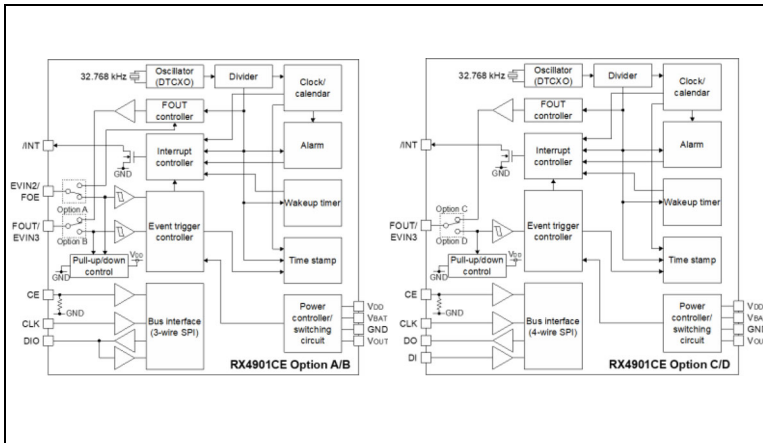 32.768 kHz
Oscillator
(DTCXO)
Divider
Clock/
calendar
FOUT
controller
/INT
GND
Interrupt
controller
Alarm
EVIN2/
FOE
Option A
Wakeup timer
FOUT/
EVIN3
Option B
Event trigger
controller
VDD
Pull-up/down
control
GND
Time stamp
CE
GND
CLK
DIO
Bus interface
(3-wire SPI)
Power
controller/
switching
circuit
VDD
VBAT
GND
VOUT
RX4901CE Option A/B
32.768 kHz
Oscillator
(DTCXO)
Divider
Clock/
calendar
FOUT
controller
/INT
GND
Interrupt
controller
Alarm
Wakeup timer
Option C
FOUT/
EVIN3
Option D
Event trigger
controller
VDD
Pull-up/down
control
GND
Time stamp
CE
GND
CLK
DO
DI
Bus interface
(4-wire SPI)
Power
controller/
switching
circuit
VDD
VBA
GND
VOU
RX4901CE Option C/D